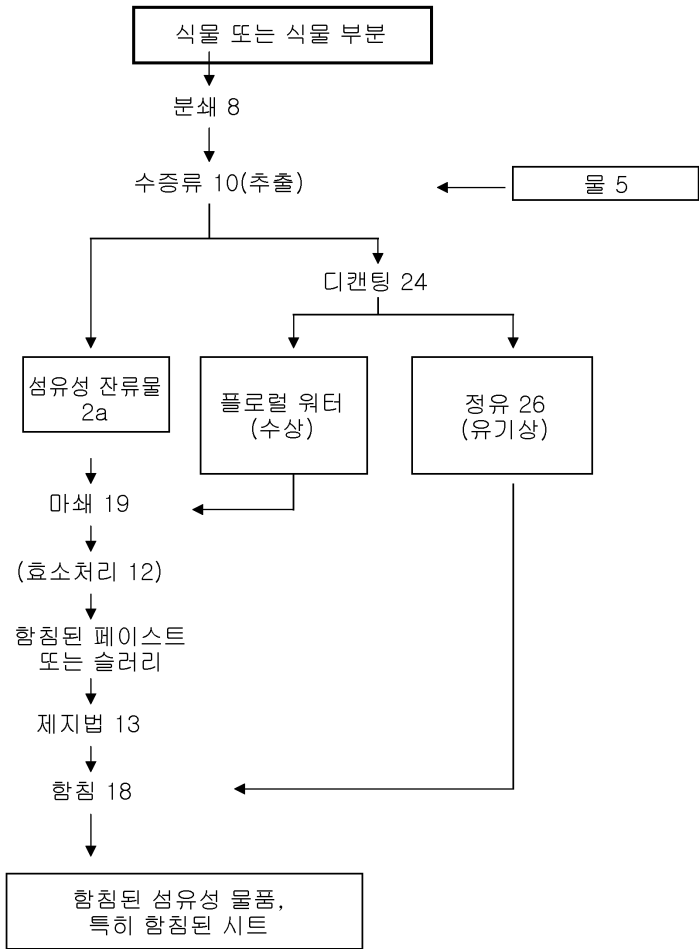 식물 또는 식물 부분
분쇄 8
수증류 10(추출)
물 5
디캔팅 24
섬유성 잔류물
2a
플로럴 워터
(수상)
정유 26
(유기상)
마쇄 19
(효소처리 12)
함침된 페이스트
또는 슬러리
제지법 13
함침 18
함침된 섬유성 물품,
특히 함침된 시트